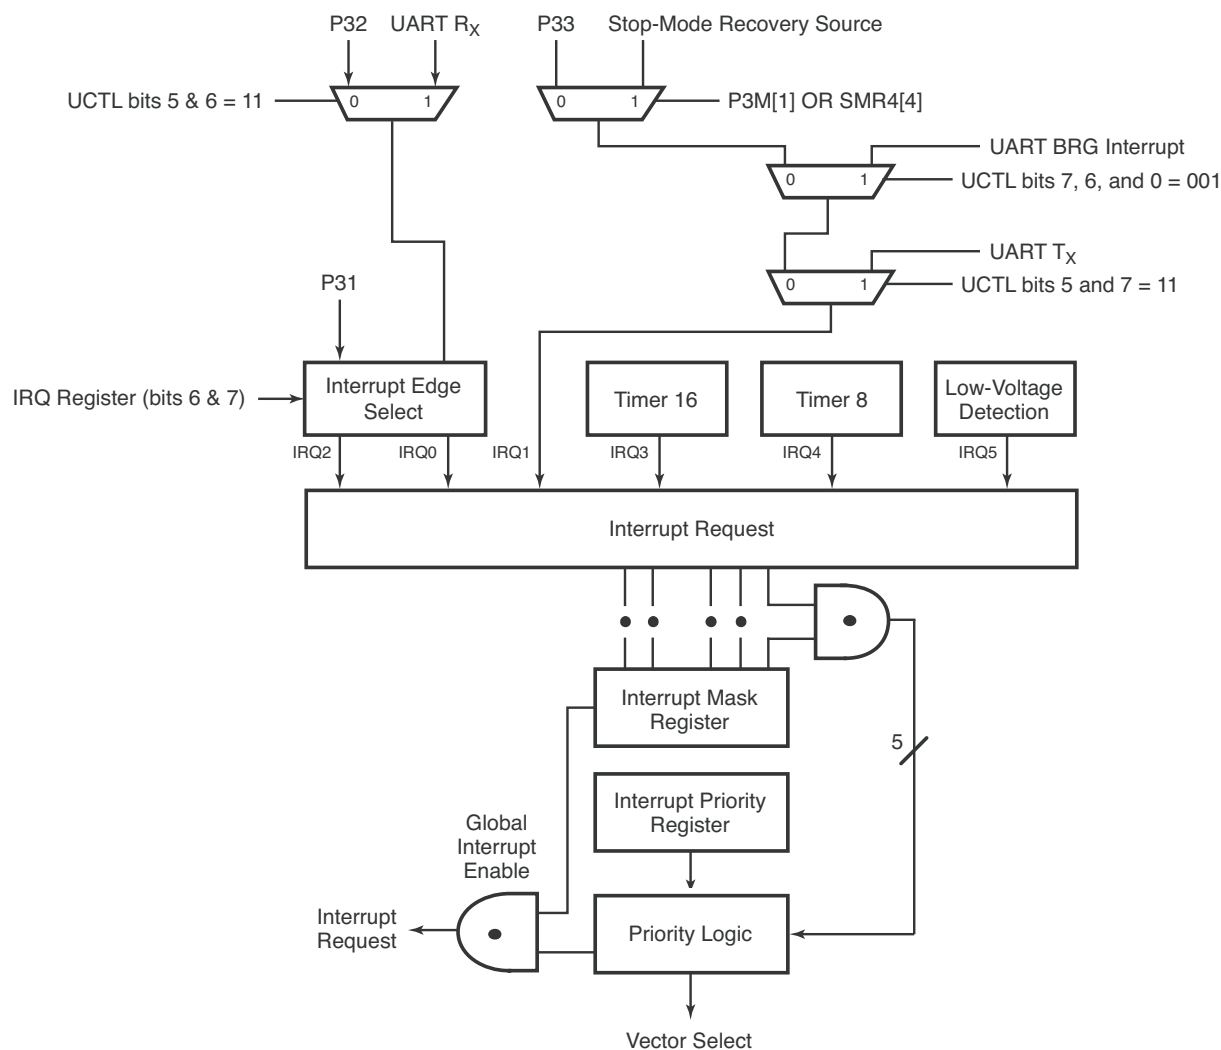 P32
UART RX
P33
Stop-Mode Recovery Source
UCTL bits 5 & 6 = 11
0
1
0
1
P3M[1] OR SMR4[4]
UART BRG Interrupt
0
1
UCTL bits 7, 6, and 0 = 001
UART TX
0
1
UCTL bits 5 and 7 = 11
P31
IRQ Register (bits 6 & 7)
Interrupt Edge
Select
Timer 16
Timer 8
Low-Voltage
Detection
IRQ2
IRQ0
IRQ1
IRQ3
IRQ4
IRQ5
Interrupt Request
Interrupt Mask
Register
5
Interrupt Priority
Register
Global
Interrupt
Enable
Interrupt
Request
Priority Logic
Vector Select